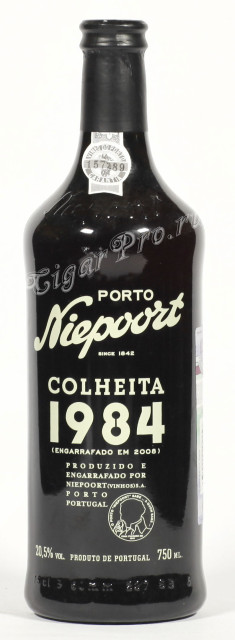 157289
CigarPro.ru
PORTO
Niepoort
SINCE 1842
COLHEITA
1984
(ENGARRAFADO EM 2008)
PRODUZIDO E
ENGARRAFADO POR
NIEPOORT (VINHOS) S.A.
PORTO
PORTUGAL
20,5% VOL. PRODUTO DE PORTUGAL 750 ML.